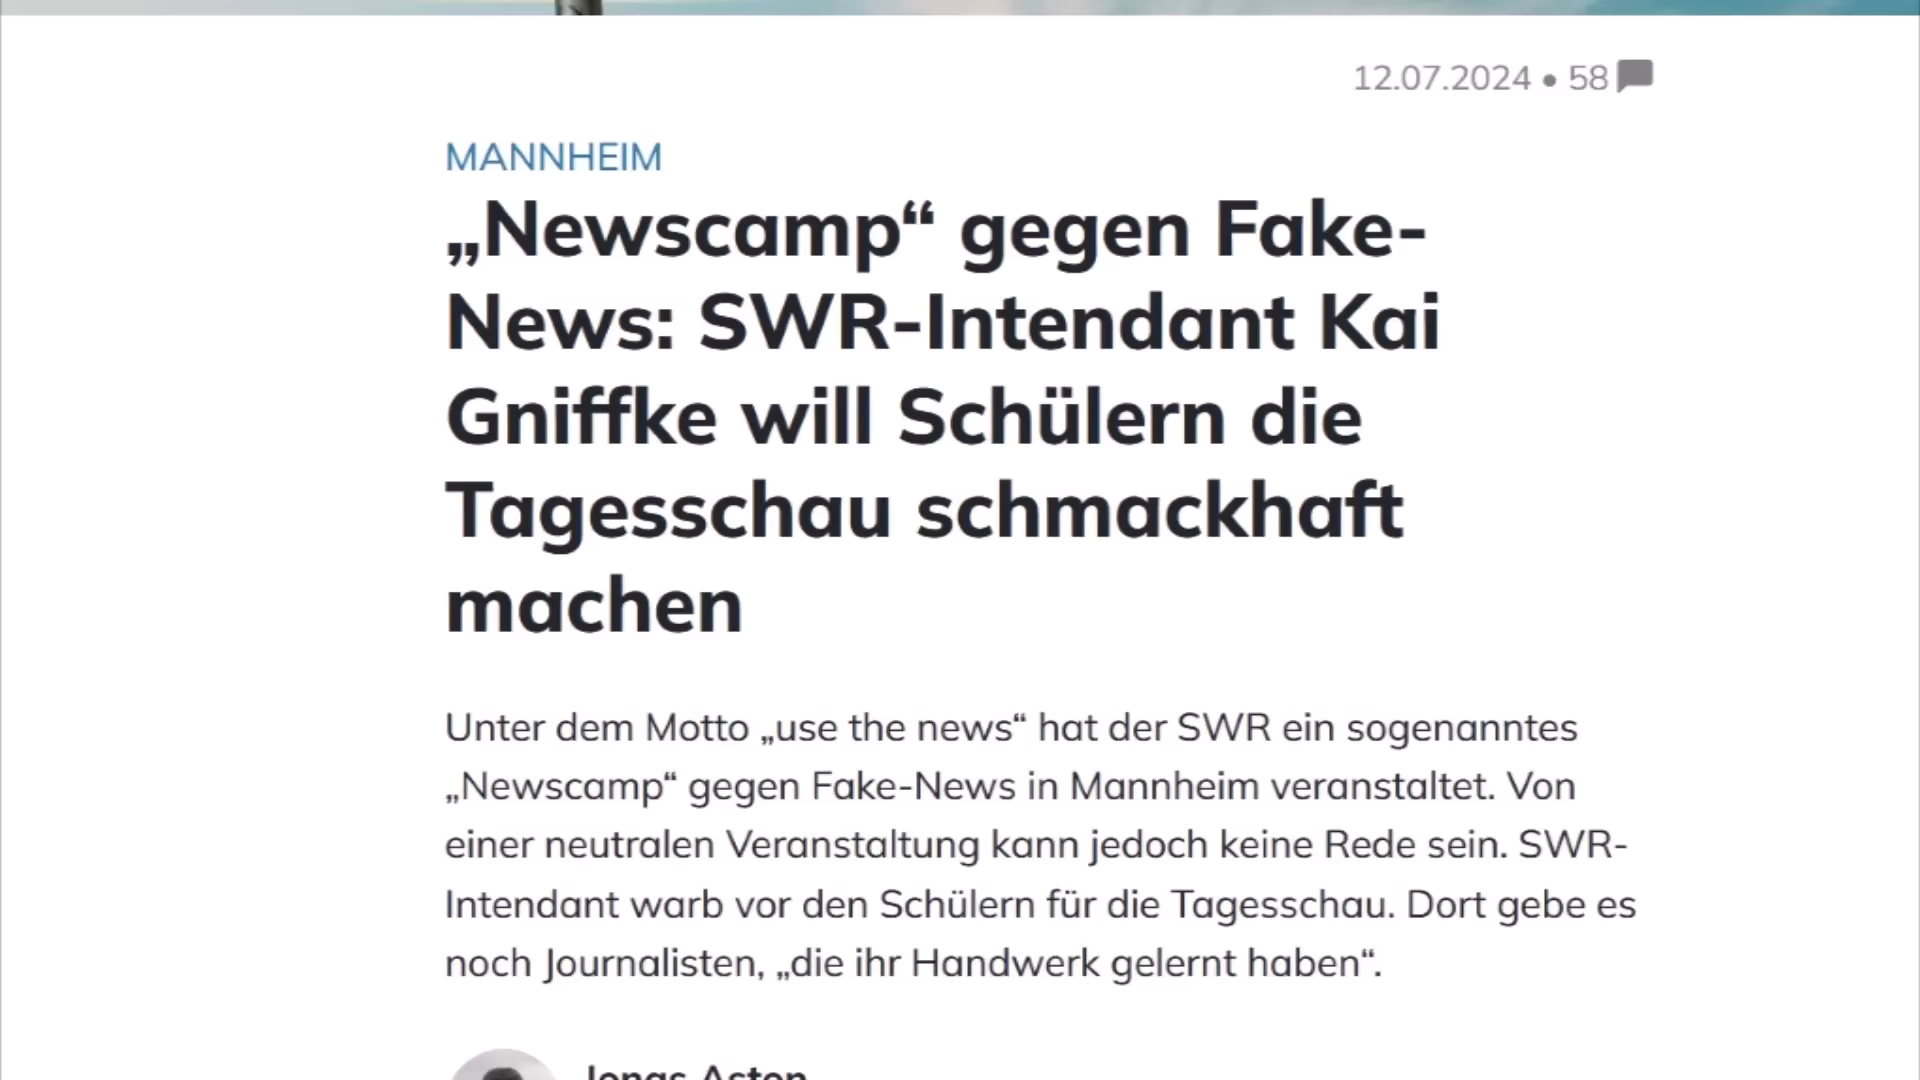 12.07.2024 • 58
MANNHEIM
„Newscamp“ gegen Fake-
News: SWR-Intendant Kai
Gniffke will Schülern die
Tagesschau schmackhaft
machen
Unter dem Motto „use the news“ hat der SWR ein sogenanntes
„Newscamp“ gegen Fake-News in Mannheim veranstaltet. Von
einer neutralen Veranstaltung kann jedoch keine Rede sein. SWR-
Intendant warb vor den Schülern für die Tagesschau. Dort gebe es
noch Journalisten, „die ihr Handwerk gelernt haben“.
Jonas Aston